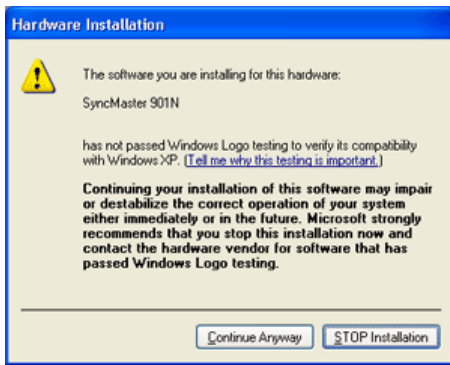 Hardware Installation
The software you are installing for this hardware:
SyncMaster 901N
has not passed Windows Logo testing to verify its compatibility
with Windows XP. (Tell me why this testing is important.)
Continuing your installation of this software may impair
or destabilize the correct operation of your system
either immediately or in the future. Microsoft strongly
recommends that you stop this installation now and
contact the hardware vendor for software that has
passed Windows Logo testing.
Continue Anyway
STOP Installation